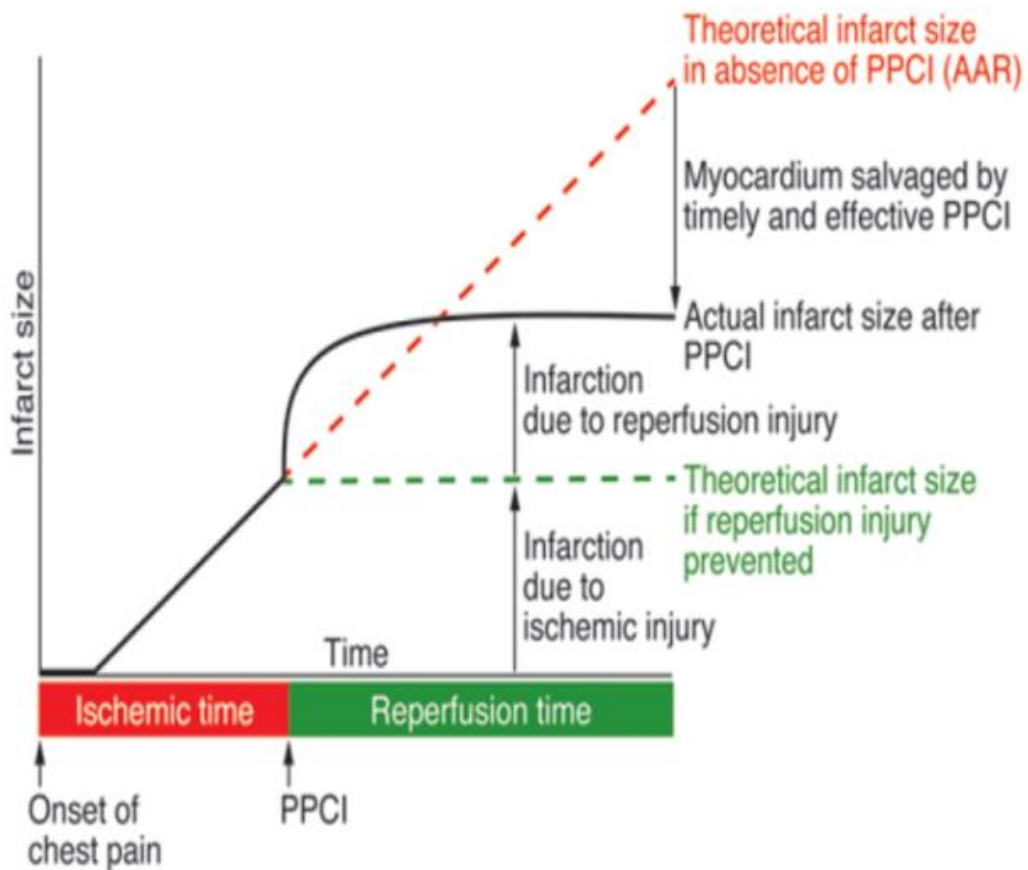 Theoretical infarct size
in absence of PPCI (AAR)
Myocardium salvaged by
timely and effective PPCI
Actual infarct size after
PPCI
Infarct size
Infarction
due to reperfusion injury
Theoretical infarct size
if reperfusion injury
prevented
Infarction
due to
ischemic injury
Time
Ischemic time
Reperfusion time
Onset of
chest pain
PPCI